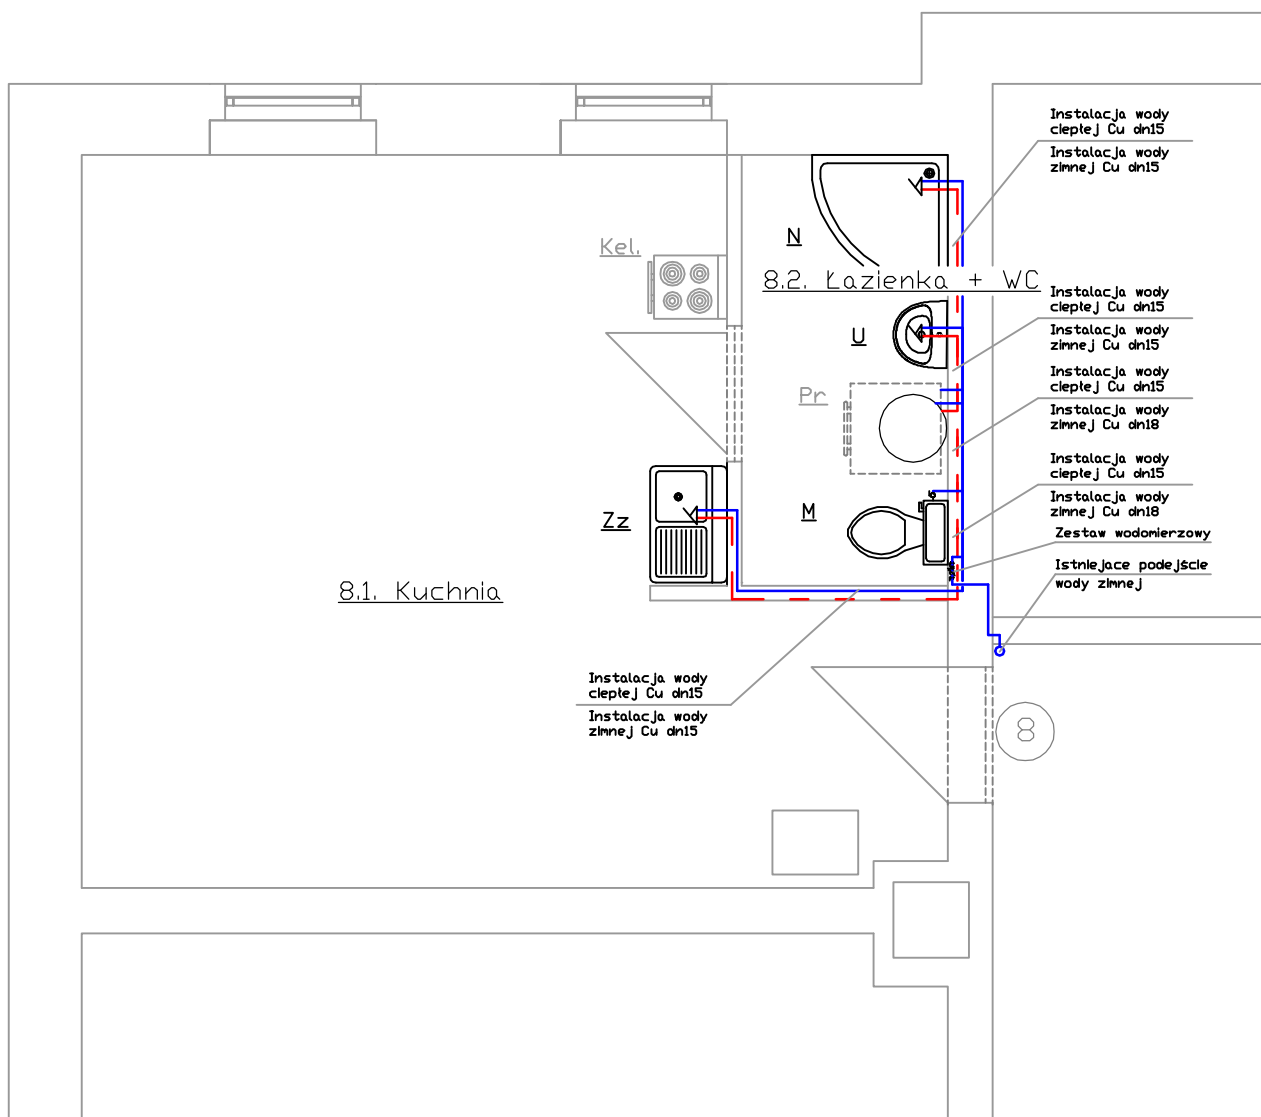 Instalacja wody
ciepłej Cu dn15
Instalacja wody
zimnej Cu dn15
N
Kel.
8.2. Łazienka + WC
Instalacja wody
ciepłej Cu dn15
Instalacja wody
zimnej Cu dn15
U
Instalacja wody
ciepłej Cu dn15
Pr
Instalacja wody
zimnej Cu dn18
Instalacja wody
ciepłej Cu dn15
Instalacja wody
zimnej Cu dn18
M
Zz
Zestaw wodomierzowy
Istniejace podejście
wody zimnej
8.1. Kuchnia
Instalacja wody
ciepłej Cu dn15
Instalacja wody
zimnej Cu dn15
8